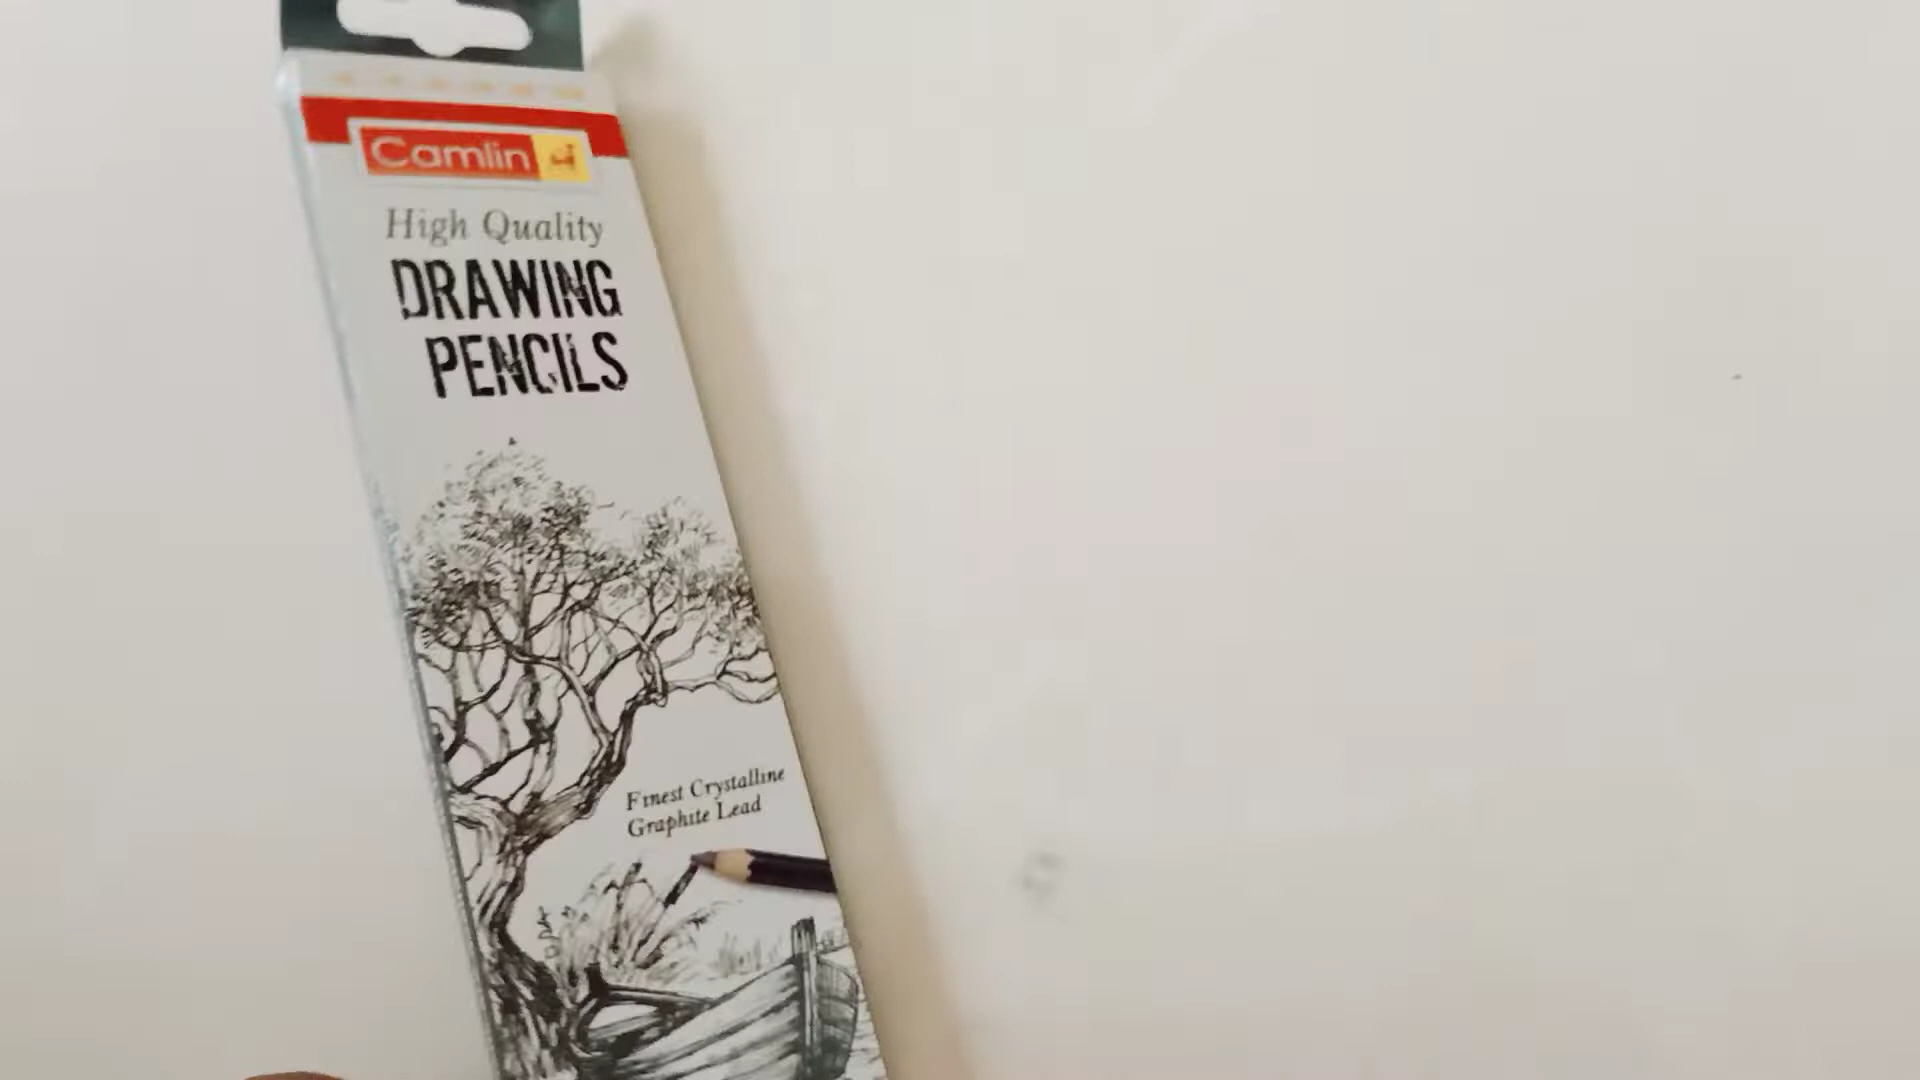 Camlin
High Quality
DRAWING
PENCILS
Finest Crystalline
Graphite Lead